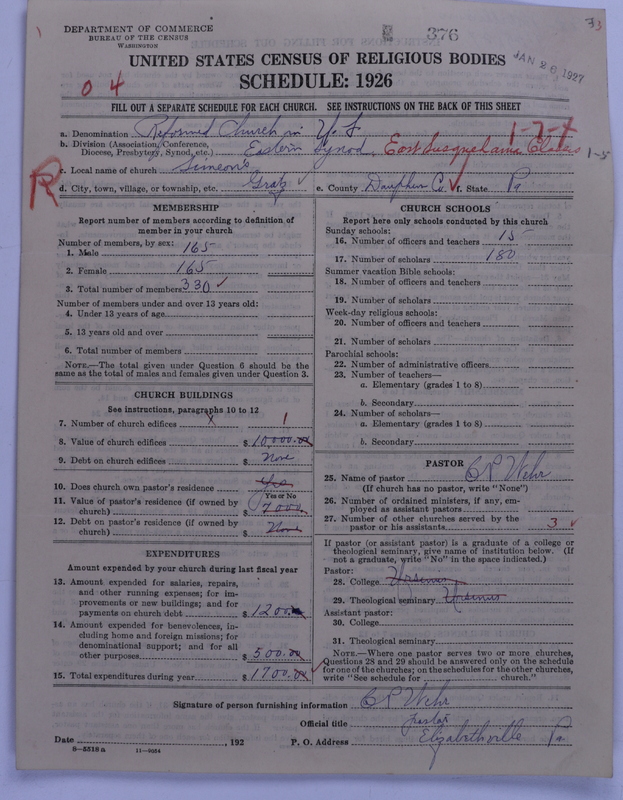 DEPARTMENT OF COMMERCE
BUREAU OF THE CENSUS
WASHINGTON
376
73
JAN 26 1927
UNITED STATES CENSUS OF RELIGIOUS BODIES
SCHEDULE: 1926
04
FILL OUT A SEPARATE SCHEDULE FOR EACH CHURCH. SEE INSTRUCTIONS ON THE BACK OF THIS SHEET
a. Denomination Reformed Church in U.S.
1-7-4
b. Division (Association, Conference, Diocese, Presbytery, Synod, etc.) Eastern Synod, East Susquehanna Classis 1-5
R
c. Local name of church Simeon's
d. City, town, village, or township, etc. Gratz e. County Dauphin Co. f. State Pa
MEMBERSHIP
Report number of members according to definition of
member in your church
Number of members, by sex:
1. Male 165
2. Female 165
3. Total number of members 330
Number of members under and over 13 years old:
4. Under 13 years of age
5. 13 years old and over
6. Total number of members
NOTE.—The total given under Question 6 should be
same as the total of males and females given under Question 3.
CHURCH BUILDINGS
See instructions, paragraphs 10 to 12
7. Number of church edifices 1
8. Value of church edifices $ 10,000.00
9. Debt on church edifices $ None
10. Does church own pastor's residence Yes
Yes or No
11. Value of pastor's residence (if owned by
church) $ 7000
12. Debt on pastor's residence (if owned by
church) $ None
EXPENDITURES
Amount expended by your church during last fiscal year
13. Amount expended for salaries, repairs,
and other running expenses; for im-
provements or new buildings; and for
payments on church debt $ 1200
14. Amount expended for benevolences, in-
cluding home and foreign missions; for
denominational support; and for all
other purposes $ 500.00
15. Total expenditures during year $ 1700.00
CHURCH SCHOOLS
Report here only schools conducted by this church
Sunday schools:
16. Number of officers and teachers 15
17. Number of scholars 180
Summer vacation Bible schools:
18. Number of officers and teachers
19. Number of scholars
Week-day religious schools:
20. Number of officers and teachers
21. Number of scholars
Parochial schools:
22. Number of administrative officers
23. Number of teachers—
a. Elementary (grades 1 to 8)
b. Secondary
24. Number of scholars—
a. Elementary (grades 1 to 8)
b. Secondary
PASTOR
25. Name of pastor C P Wehr
(If church has no pastor, write "None")
26. Number of ordained ministers, if any, em-
ployed as assistant pastors
27. Number of other churches served by the
pastor or his assistants 3
If pastor (or assistant pastor) is a graduate of a college or
theological seminary, give name of institution below. (If
not a graduate, write "No" in the space indicated.)
Pastor:
28. College Ursinus
29. Theological seminary Ursinus
Assistant pastor:
30. College
31. Theological seminary
NOTE.—Where one pastor serves two or more churches,
Questions 28 and 29 should be answered only on the schedule
for one of the churches; on the schedules for the other churches,
write "See schedule for church."
Signature of person furnishing information C P Wehr
Official title Pastor
Date , 192 P. O. Address Elizabethville Pa.
8—5518 a 11—9054